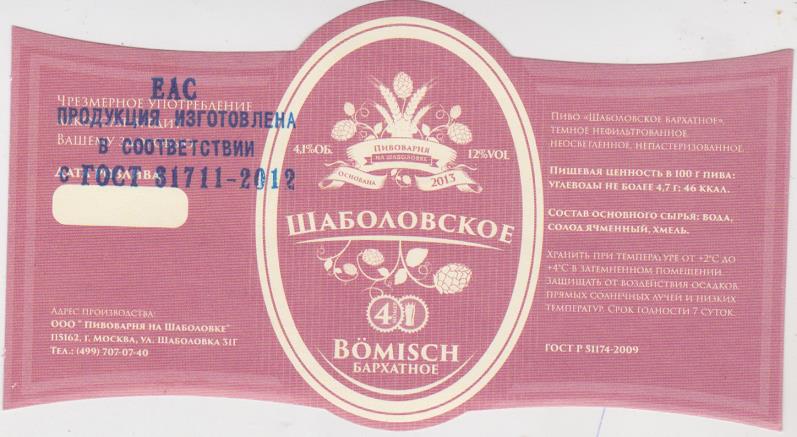 ЕАС
ПРОДУКЦИЯ ИЗГОТОВЛЕНА
В СООТВЕТСТВИИ
С ГОСТ 31711-2012
Чрезмерное употребление
Вашему
Дата розлива:
Адрес производства:
ООО "Пивоварня на Шаболовке"
115162, г. Москва, ул. Шаболовка 31Г
Тел.: (499) 707-07-40
4,1%ОБ.
Пивоварня
на Шаболовке
12%VOL
Основана 2013
Шаболовское
4
Bömisch
Бархатное
Пиво «Шаболовское бархатное»,
темное нефильтрованное,
неосветленное, непастеризованное.
Пищевая ценность в 100 г пива:
углеводы не более 4,7 г; 46 ккал.
Состав основного сырья: вода,
солод ячменный, хмель.
Хранить при температуре от +2°С до
+4°С в затемненном помещении.
Защищать от воздействия осадков,
прямых солнечных лучей и низких
температур. Срок годности 7 суток.
ГОСТ Р 51174-2009